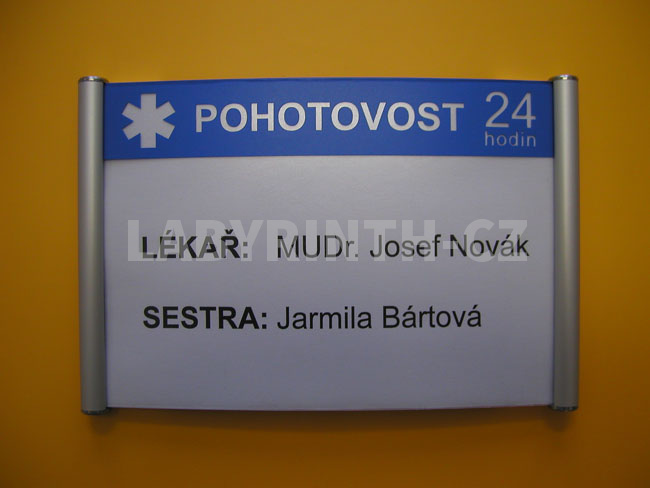 POHOTOVOST 24
hodin
LABYRINTH-CZ
LÉKAŘ: MUDr. Josef Novák
SESTRA: Jarmila Bártová